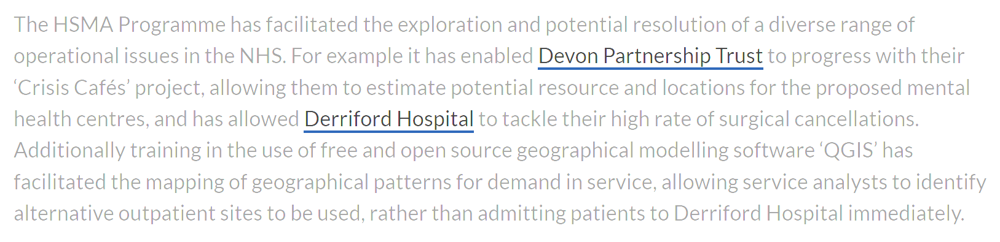 The HSMA Programme has facilitated the exploration and potential resolution of a diverse range of
operational issues in the NHS. For example it has enabled Devon Partnership Trust to progress with their
‘Crisis Cafés’ project, allowing them to estimate potential resource and locations for the proposed mental
health centres, and has allowed Derriford Hospital to tackle their high rate of surgical cancellations.
Additionally training in the use of free and open source geographical modelling software ‘QGIS’ has
facilitated the mapping of geographical patterns for demand in service, allowing service analysts to identify
alternative outpatient sites to be used, rather than admitting patients to Derriford Hospital immediately.